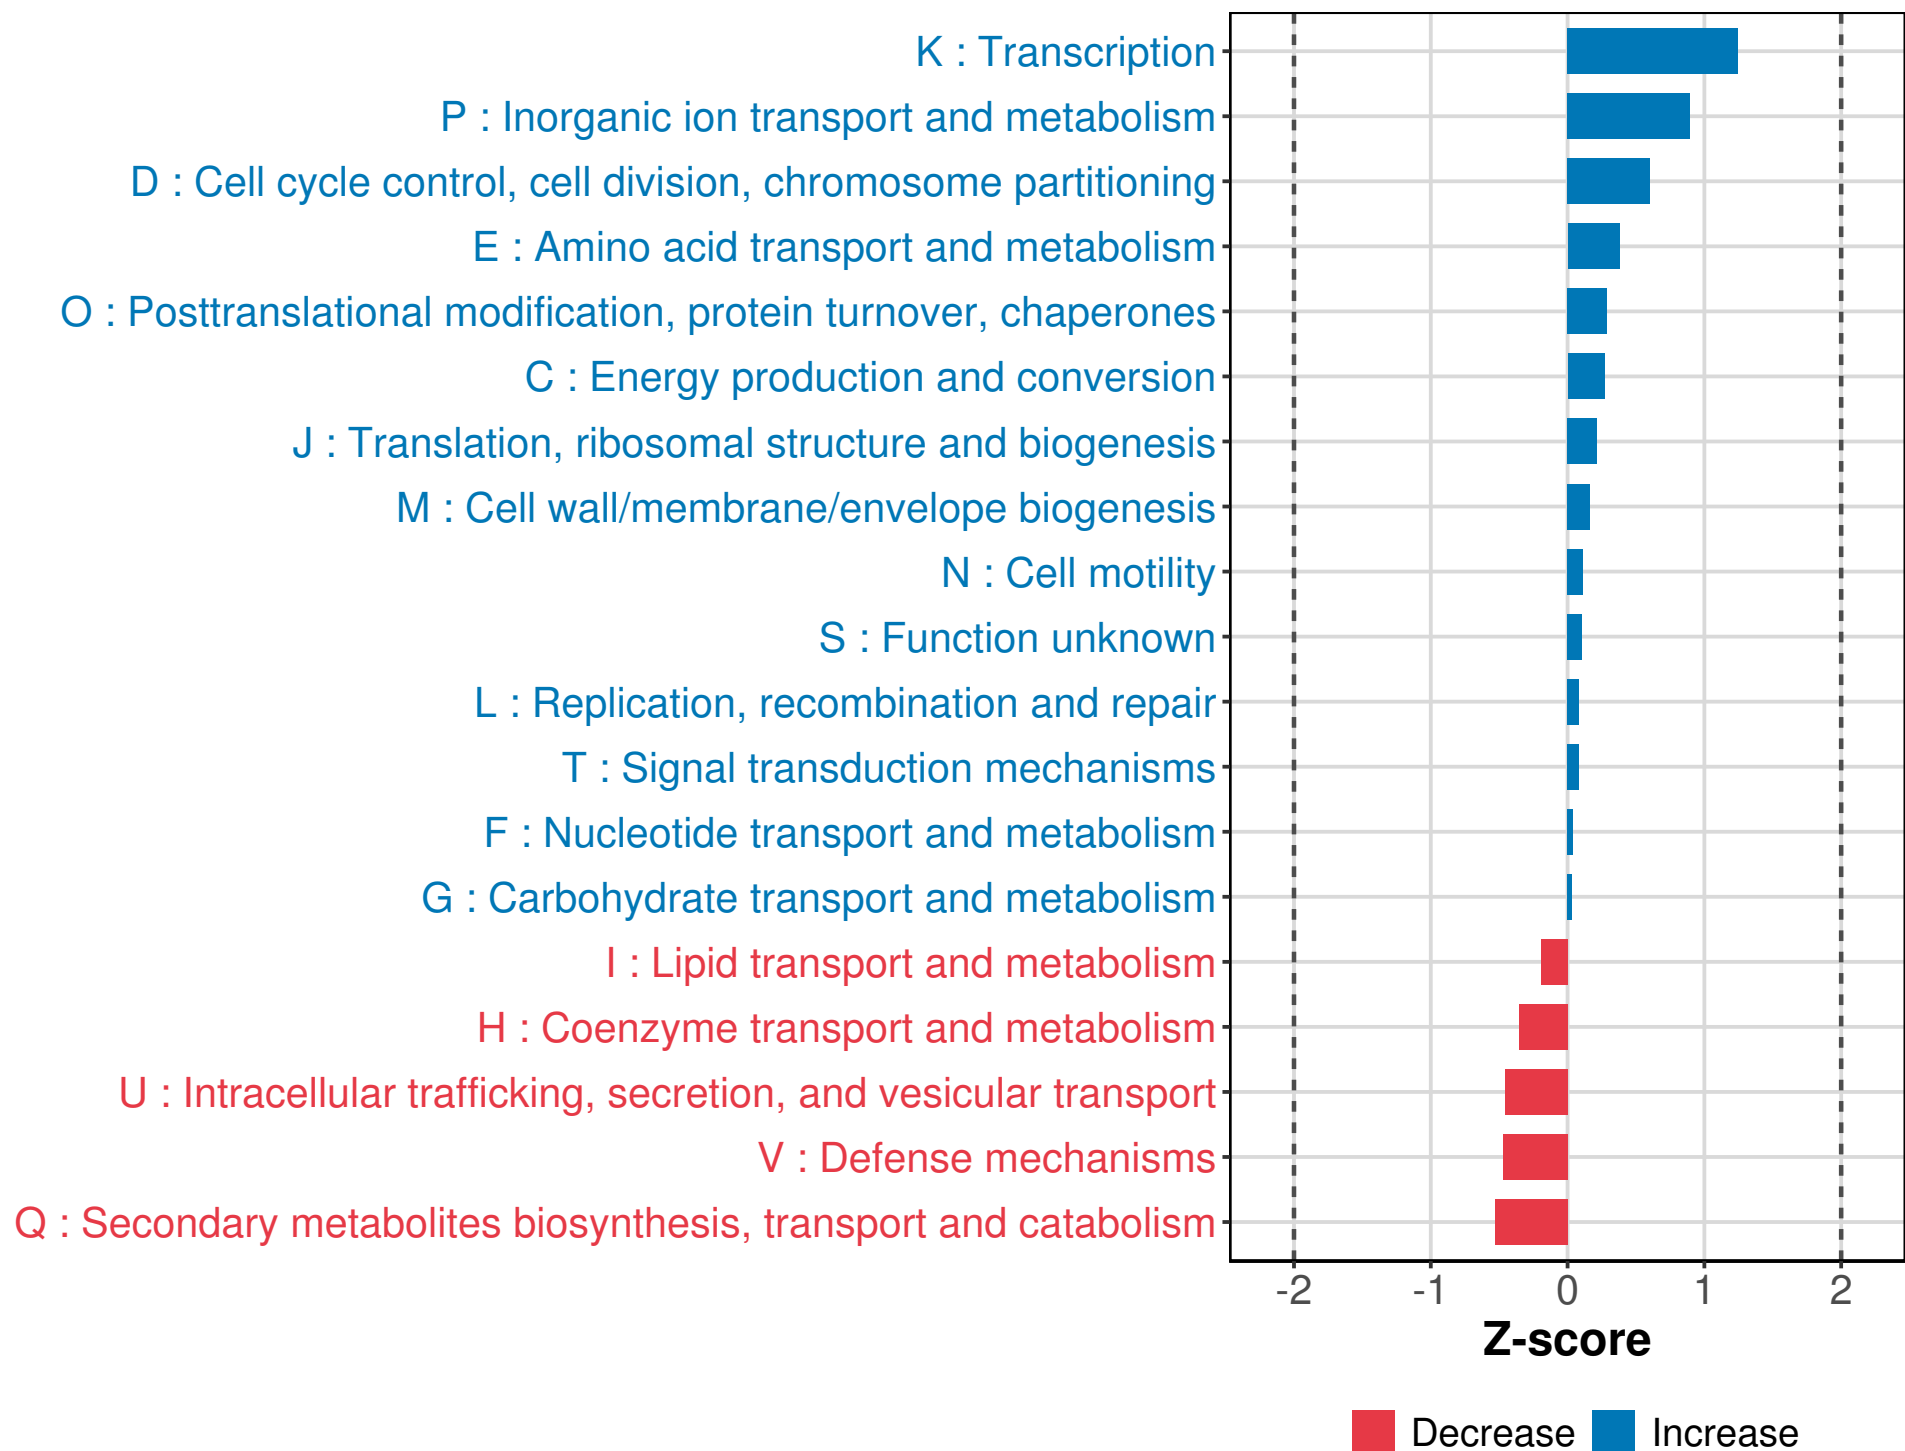 K : Transcription
P : Inorganic ion transport and metabolism
D : Cell cycle control, cell division, chromosome partitioning
E : Amino acid transport and metabolism
O : Posttranslational modification, protein turnover, chaperones
C : Energy production and conversion
J : Translation, ribosomal structure and biogenesis
M : Cell wall/membrane/envelope biogenesis
N : Cell motility
S : Function unknown
L : Replication, recombination and repair
T : Signal transduction mechanisms
F : Nucleotide transport and metabolism
G : Carbohydrate transport and metabolism
I : Lipid transport and metabolism
H : Coenzyme transport and metabolism
U : Intracellular trafficking, secretion, and vesicular transport
V : Defense mechanisms
Q : Secondary metabolites biosynthesis, transport and catabolism
-2 -1 0 1 2
Z-score
Decrease Increase